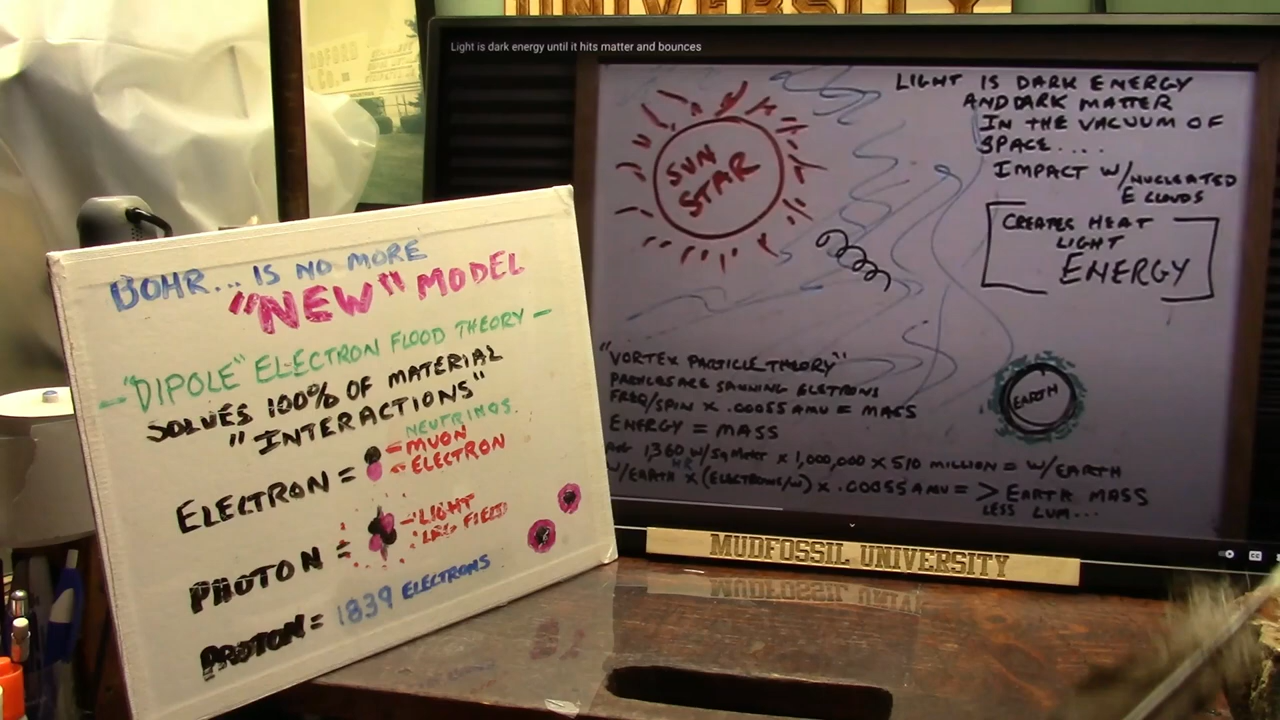 UNIVERSITY
BOHR... IS NO MORE
"NEW" MODEL
—"DIPOLE" ELECTRON FLOOD THEORY —
SOLVES 100% OF MATERIAL
"INTERACTIONS"
NEUTRINOS.
ELECTRON =
- MUON
- ELECTRON
PHOTON =
- LIGHT
FIELD
PROTON = 1839 ELECTRONS
Light is dark energy until it hits matter and bounces
SUN
STAR
LIGHT IS DARK ENERGY
AND DARK MATTER
IN THE VACUUM OF
SPACE....
IMPACT W/NUCLEATED
E CLOUDS
CREATES HEAT
LIGHT
ENERGY
"VORTEX PARTICLE THEORY"
FREQ/SPIN X .00055 AMU = MASS
ENERGY = MASS
1,360 W/SQ METER X 1,000,000 X 510 MILLION = W/EARTH
HR
W/EARTH X (ELECTRONS/W) X .00055 AMU = > EARTH MASS
LESS LUM...
EARTH
MUDFOSSIL UNIVERSITY
CC